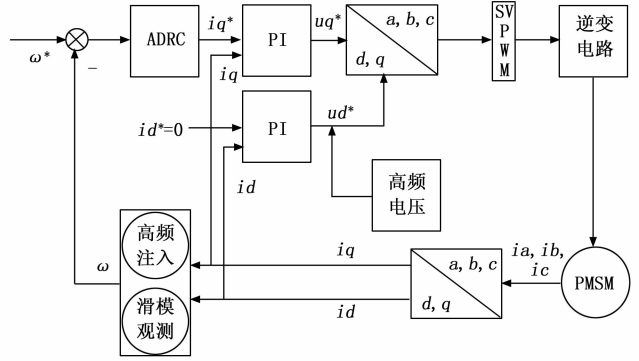 ω*
−
ADRC
iq*
iq
PI
uq*
a, b, c
d, q
SV
P
W
M
逆变
电路
id*=0
PI
ud*
id
高频
电压
高频
注入
滑模
观测
ω
iq
id
a, b, c
d, q
ia, ib,
ic
PMSM